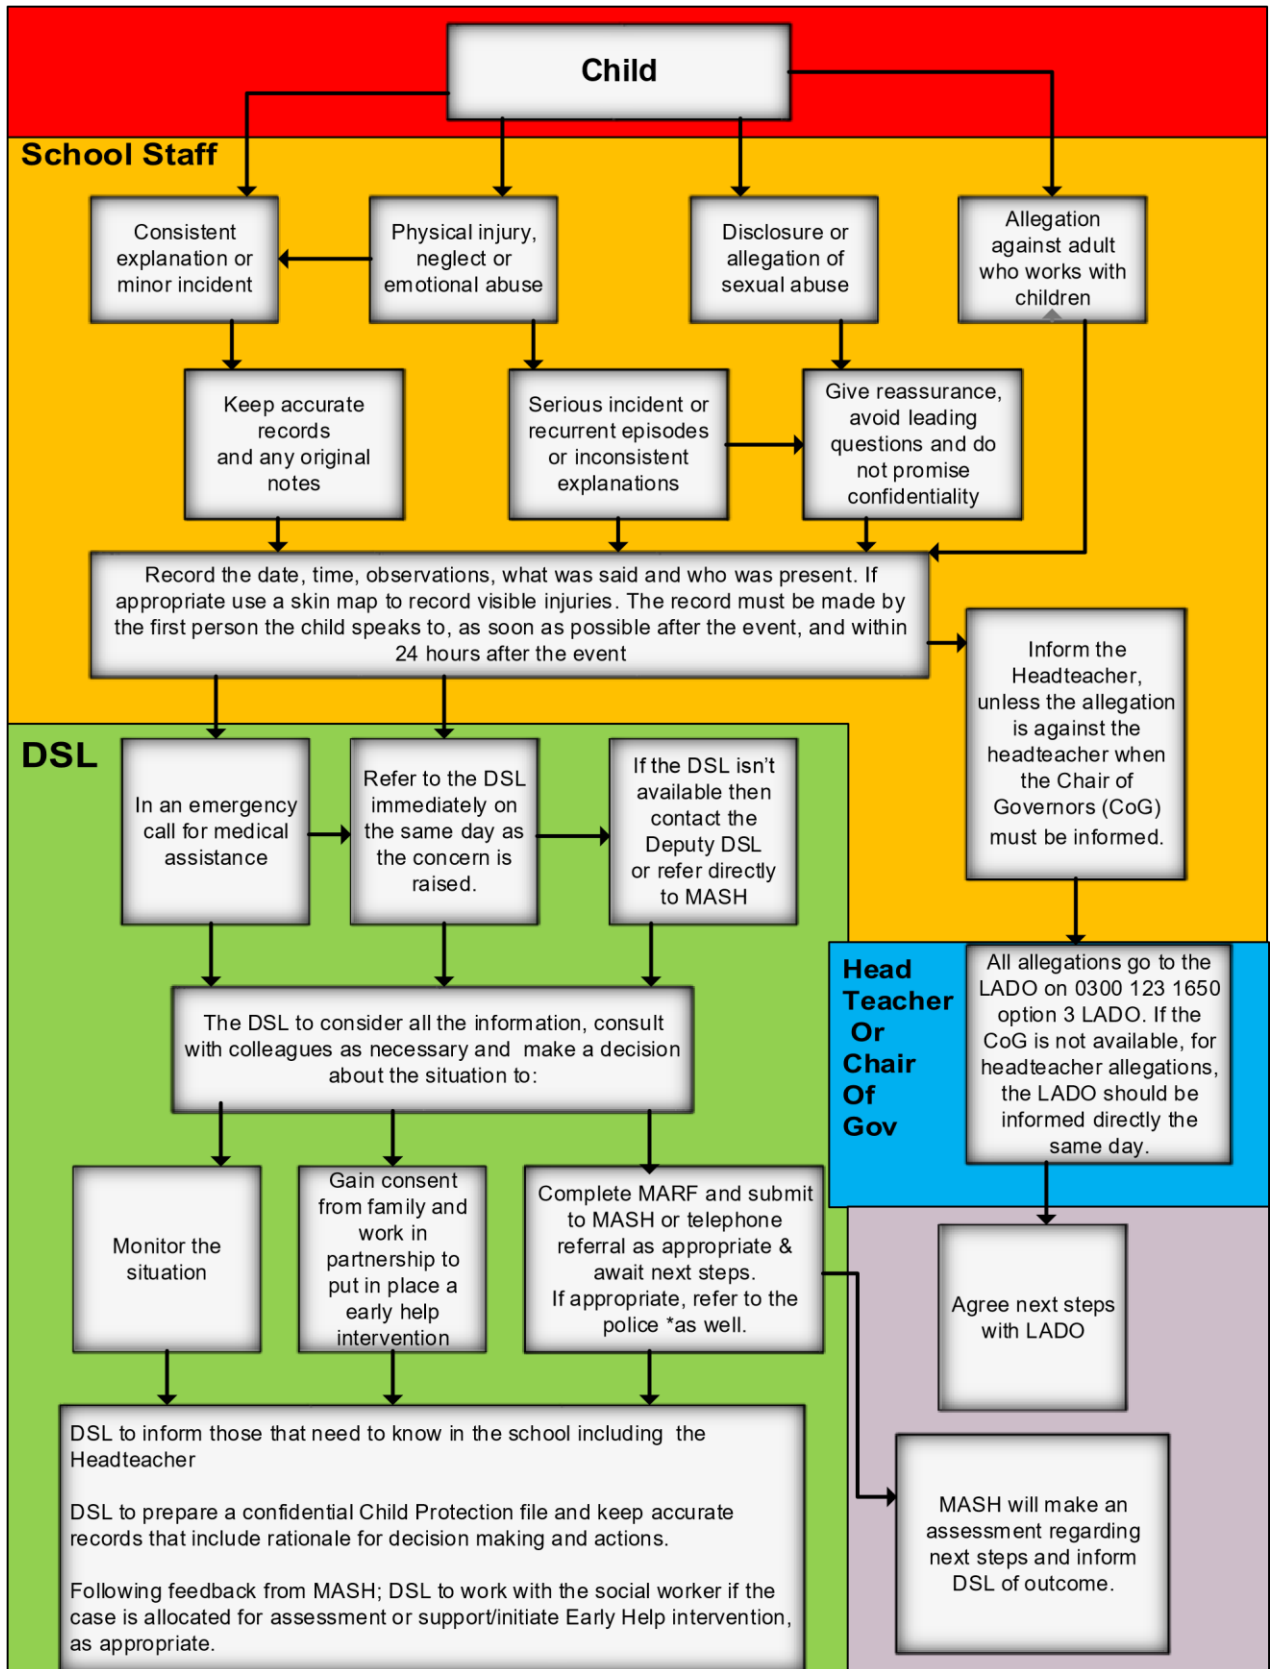 Child
School Staff
Consistent
explanation or
minor incident
Physical injury,
neglect or
emotional abuse
Disclosure or
allegation of
sexual abuse
Allegation
against adult
who works with
children
Keep accurate
records
and any original
notes
Serious incident or
recurrent episodes
or inconsistent
explanations
Give reassurance,
avoid leading
questions and do
not promise
confidentiality
Record the date, time, observations, what was said and who was present. If
appropriate use a skin map to record visible injuries. The record must be made by
the first person the child speaks to, as soon as possible after the event, and within
24 hours after the event
Inform the
Headteacher,
unless the allegation
is against the
headteacher when
the Chair of
Governors (CoG)
must be informed.
DSL
In an emergency
call for medical
assistance
Refer to the DSL
immediately on
the same day as
the concern is
raised.
If the DSL isn't
available then
contact the
Deputy DSL
or refer directly
to MASH
Head
Teacher
Or
Chair
Of
Gov
All allegations go to the
LADO on 0300 123 1650
option 3 LADO. If the
CoG is not available, for
headteacher allegations,
the LADO should be
informed directly the
same day.
The DSL to consider all the information, consult
with colleagues as necessary and make a decision
about the situation to:
Monitor the
situation
Gain consent
from family and
work in
partnership to
put in place a
early help
intervention
Complete MARF and submit
to MASH or telephone
referral as appropriate &
await next steps.
If appropriate, refer to the
police *as well.
Agree next steps
with LADO
DSL to inform those that need to know in the school including the
Headteacher
DSL to prepare a confidential Child Protection file and keep accurate
records that include rationale for decision making and actions.
Following feedback from MASH; DSL to work with the social worker if the
case is allocated for assessment or support/initiate Early Help intervention,
as appropriate.
MASH will make an
assessment regarding
next steps and inform
DSL of outcome.